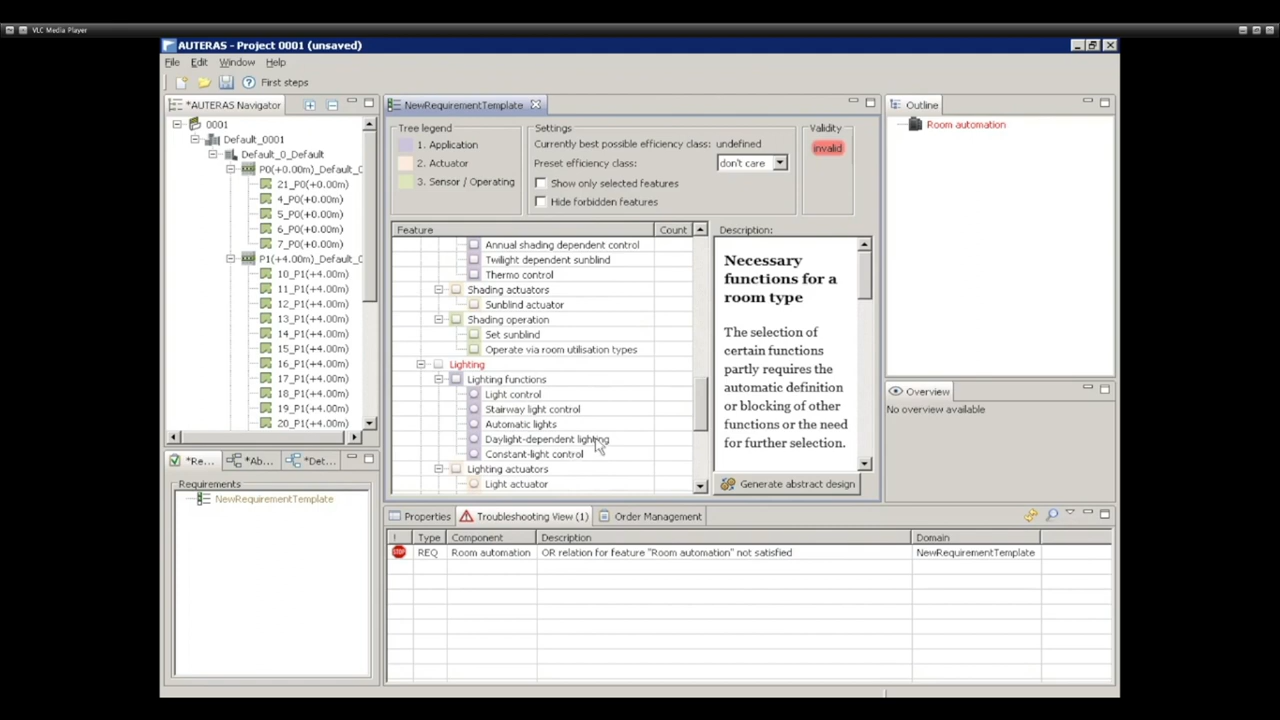 VLC Media Player
AUTERAS - Project 0001 (unsaved)
File Edit Window Help
First steps
*AUTERAS Navigator
0001
Default_0001
Default_0_Default
P0(+0.00m)_Default_0
21_P0(+0.00m)
4_P0(+0.00m)
5_P0(+0.00m)
6_P0(+0.00m)
7_P0(+0.00m)
P1(+4.00m)_Default_0
10_P1(+4.00m)
11_P1(+4.00m)
12_P1(+4.00m)
13_P1(+4.00m)
14_P1(+4.00m)
15_P1(+4.00m)
16_P1(+4.00m)
17_P1(+4.00m)
18_P1(+4.00m)
19_P1(+4.00m)
20_P1(+4.00m)
*Re... *Ab... *Det...
Requirements
NewRequirementTemplate
NewRequirementTemplate
Tree legend
1. Application
2. Actuator
3. Sensor / Operating
Settings
Currently best possible efficiency class: undefined
Preset efficiency class: don't care
Show only selected features
Hide forbidden features
Validity
invalid
Feature Count
Annual shading dependent control
Twilight dependent sunblind
Thermo control
Shading actuators
Sunblind actuator
Shading operation
Set sunblind
Operate via room utilisation types
Lighting
Lighting functions
Light control
Stairway light control
Automatic lights
Daylight-dependent lighting
Constant-light control
Lighting actuators
Light actuator
Description:
Necessary
functions for a
room type
The selection of
certain functions
partly requires the
automatic definition
or blocking of other
functions or the need
for further selection.
Generate abstract design
Outline
Room automation
Overview
No overview available
Properties Troubleshooting View (1) Order Management
! Type Component Description Domain
STOP REQ Room automation OR relation for feature "Room automation" not satisfied NewRequirementTemplate